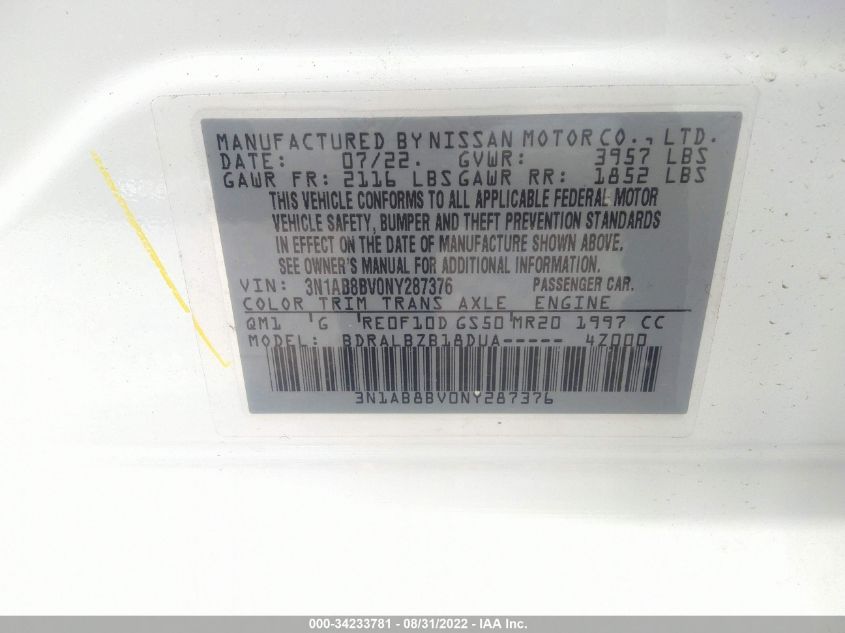 MANUFACTURED BY NISSAN MOTOR CO., LTD.
DATE: 07/22. GVWR: 3957 LBS
GAWR FR: 2116 LBS GAWR RR: 1852 LBS
THIS VEHICLE CONFORMS TO ALL APPLICABLE FEDERAL MOTOR
VEHICLE SAFETY, BUMPER AND THEFT PREVENTION STANDARDS
IN EFFECT ON THE DATE OF MANUFACTURE SHOWN ABOVE.
SEE OWNER'S MANUAL FOR ADDITIONAL INFORMATION.
VIN: 3N1AB8BV0NY287376 PASSENGER CAR.
COLOR TRIM TRANS AXLE ENGINE
QM1 G RE0F10D GS50 MR20 1997 CC
MODEL: BDRALBZB18DUA----- 4Z000
3N1AB8BV0NY287376
000-34233781 - 08/31/2022 - IAA Inc.